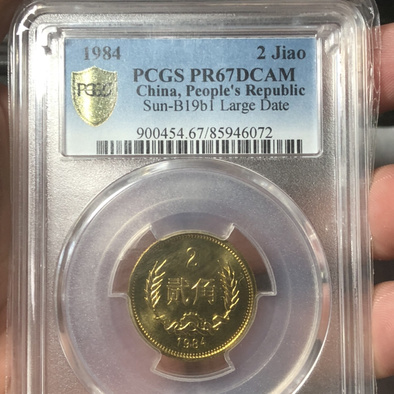 1984 2 Jiao
PCGS PR67DCAM
China, People's Republic
Sun-B19b1 Large Date
900454.67/85946072
PCGS
2
贰角
1984